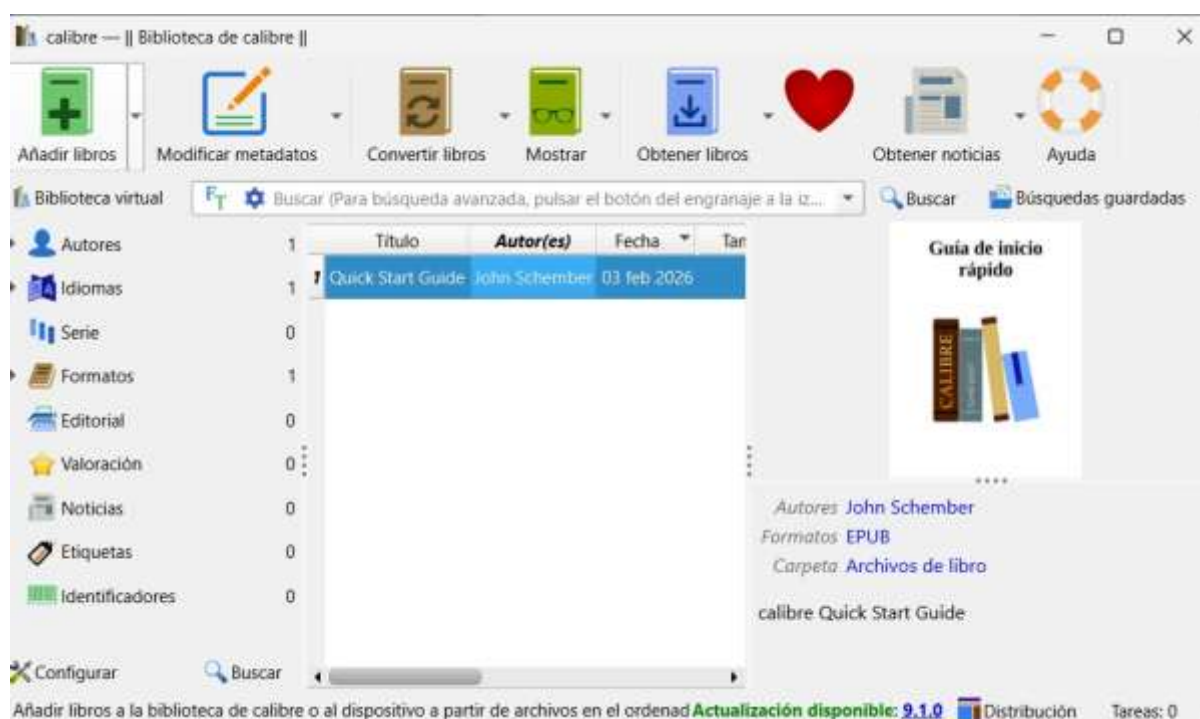 calibre — || Biblioteca de calibre ||
Añadir libros
Modificar metadatos
Convertir libros
Mostrar
Obtener libros
Obtener noticias
Ayuda
Biblioteca virtual
Buscar (Para búsqueda avanzada, pulsar el botón del engranaje a la iz...
Buscar
Búsquedas guardadas
Autores 1
Idiomas 1
Serie 0
Formatos 1
Editorial 0
Valoración 0
Noticias 0
Etiquetas 0
Identificadores 0
Configurar
Buscar
Título Autor(es) Fecha Tam
1 Quick Start Guide John Schember 03 feb 2026
Guía de inicio
rápido
CALIBRE
Autores John Schember
Formatos EPUB
Carpeta Archivos de libro
calibre Quick Start Guide
Añadir libros a la biblioteca de calibre o al dispositivo a partir de archivos en el ordenad Actualización disponible: 9.1.0 Distribución Tareas: 0